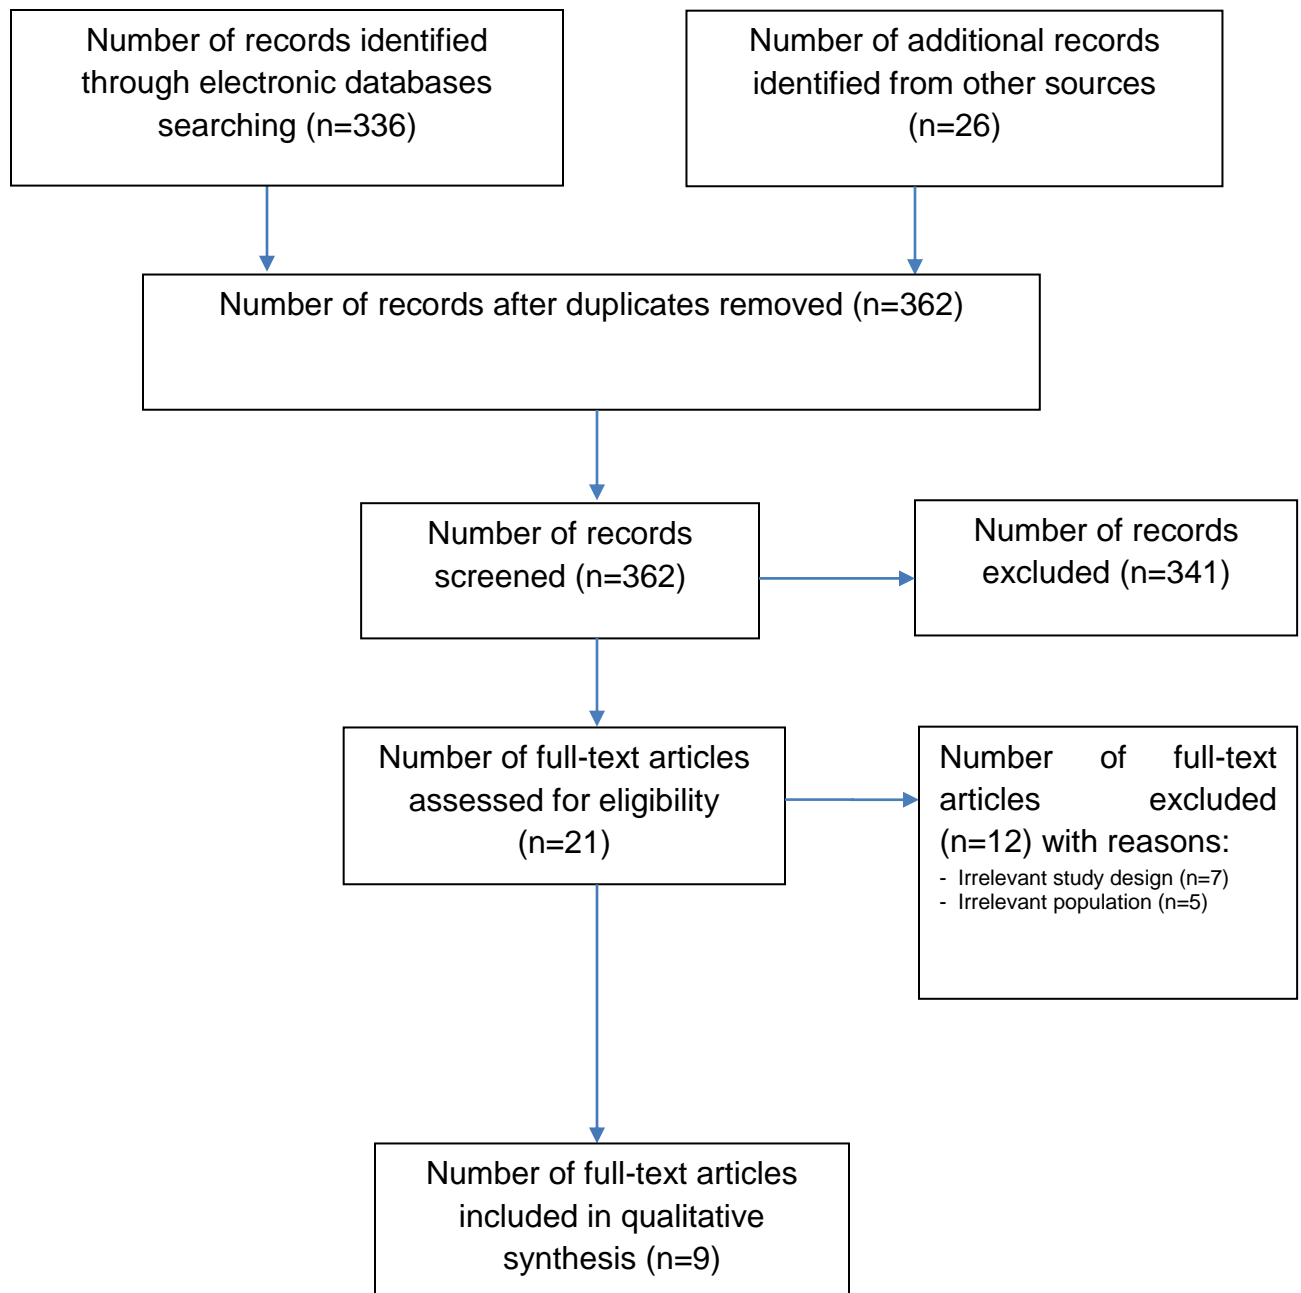 Number of records identified
through electronic databases
searching (n=336)
Number of additional records
identified from other sources
(n=26)
Number of records after duplicates removed (n=362)
Number of records
screened (n=362)
Number of records
excluded (n=341)
Number of full-text articles
assessed for eligibility
(n=21)
Number of full-text
articles excluded
(n=12) with reasons:
- Irrelevant study design (n=7)
- Irrelevant population (n=5)
Number of full-text articles
included in qualitative
synthesis (n=9)